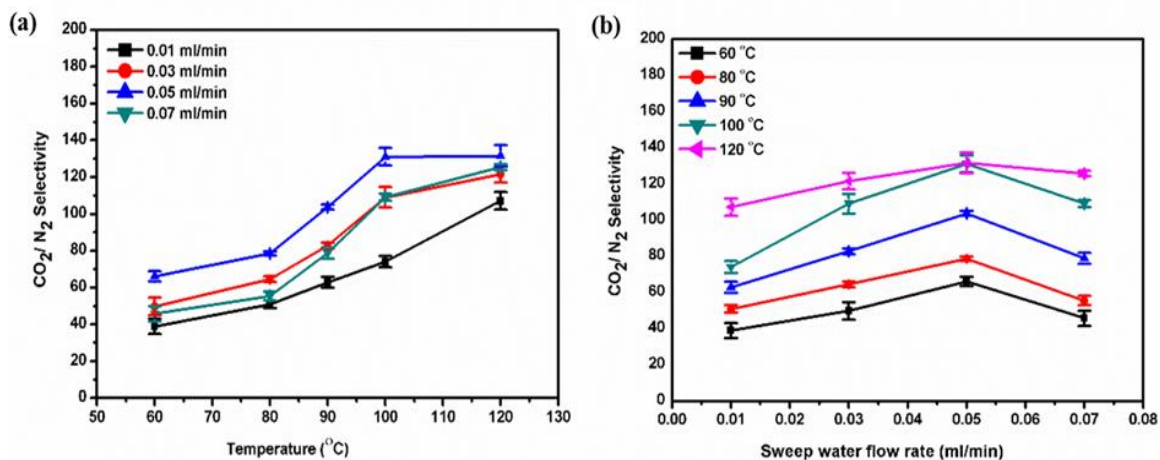 (a)
200
180
160
140
120
100
80
60
40
20
0
CO2/ N2 Selectivity
0.01 ml/min
0.03 ml/min
0.05 ml/min
0.07 ml/min
50 60 70 80 90 100 110 120 130
Temperature (°C)
(b)
200
180
160
140
120
100
80
60
40
20
0
CO2/ N2 Selectivity
60 °C
80 °C
90 °C
100 °C
120 °C
0.00 0.01 0.02 0.03 0.04 0.05 0.06 0.07 0.08
Sweep water flow rate (ml/min)